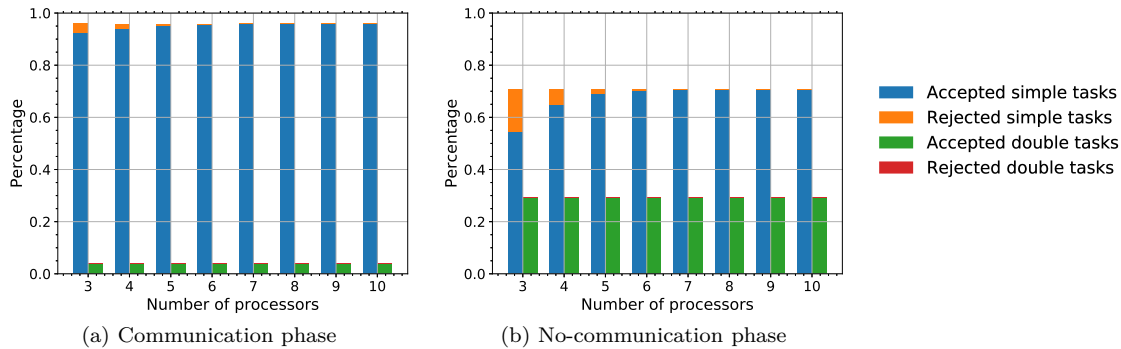 1.0
0.8
0.6
0.4
0.2
0.0
Percentage
3 4 5 6 7 8 9 10
Number of processors
(a) Communication phase
1.0
0.8
0.6
0.4
0.2
0.0
Percentage
3 4 5 6 7 8 9 10
Number of processors
(b) No-communication phase
Accepted simple tasks
Rejected simple tasks
Accepted double tasks
Rejected double tasks